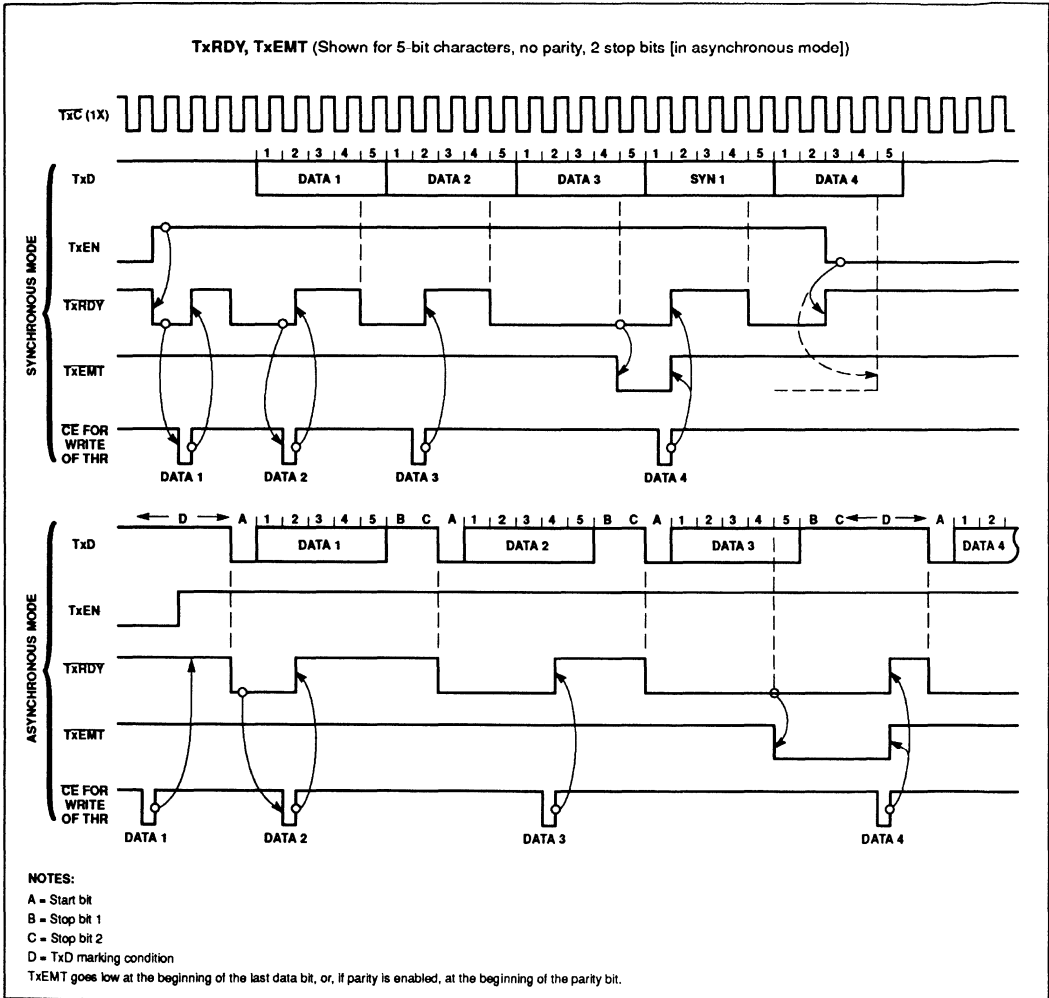 TxRDY, TxEMT (Shown for 5-bit characters, no parity, 2 stop bits [in asynchronous mode])
TxC (1X)
1 2 3 4 5 1 2 3 4 5 1 2 3 4 5 1 2 3 4 5 1 2 3 4 5
TxD DATA 1 DATA 2 DATA 3 SYN 1 DATA 4
SYNCHRONOUS MODE
TxEN
TxRDY
TxEMT
CE FOR
WRITE
OF THR
DATA 1 DATA 2 DATA 3 DATA 4
D A 1 2 3 4 5 B C A 1 2 3 4 5 B C A 1 2 3 4 5 B C D A 1 2
TxD DATA 1 DATA 2 DATA 3 DATA 4
ASYNCHRONOUS MODE
TxEN
TxRDY
TxEMT
CE FOR
WRITE
OF THR
DATA 1 DATA 2 DATA 3 DATA 4
NOTES:
A = Start bit
B = Stop bit 1
C = Stop bit 2
D = TxD marking condition
TxEMT goes low at the beginning of the last data bit, or, if parity is enabled, at the beginning of the parity bit.